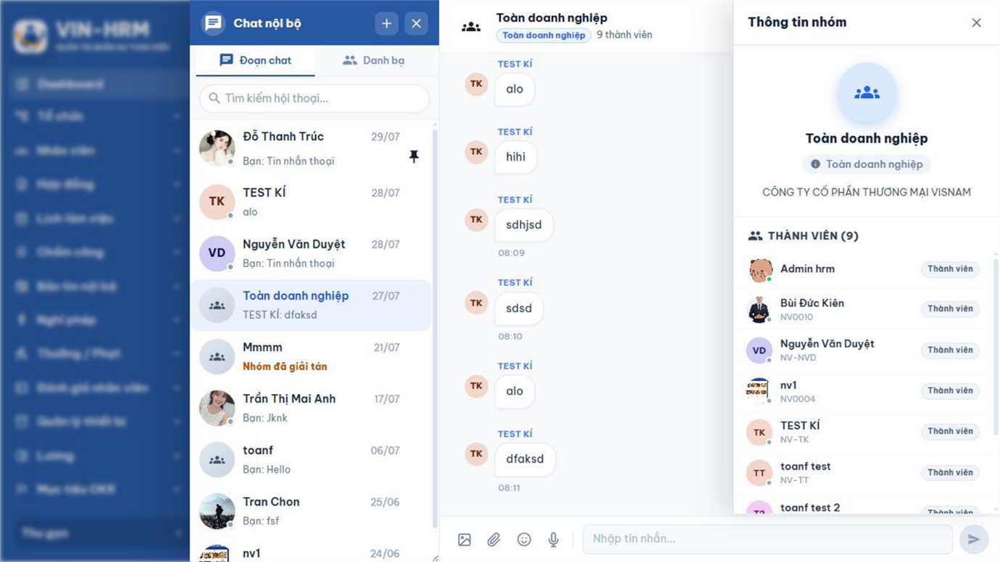 VIN-HRM
Dashboard
Tổ chức
Nhân viên
Hợp đồng
Lịch làm việc
Chấm công
Bản tin nội bộ
Nghỉ phép
Thưởng / Phạt
Đánh giá nhân viên
Quản lý thiết bị
Lương
Mục tiêu OKR
Thu gọn
Chat nội bộ
Đoạn chat
Danh bạ
Tìm kiếm hội thoại...
Đỗ Thanh Trúc 29/07
Bạn: Tin nhắn thoại
TK
TEST KÍ 28/07
alo
VD
Nguyễn Văn Duyệt 28/07
Bạn: Tin nhắn thoại
Toàn doanh nghiệp 27/07
TEST KÍ: dfaksd
Mmmm 21/07
Nhóm đã giải tán
Trần Thị Mai Anh 17/07
Bạn: Jknk
toanf 06/07
Bạn: Hello
Tran Chon 25/06
Bạn: fsf
nv1 24/06
Toàn doanh nghiệp
Toàn doanh nghiệp 9 thành viên
TEST KÍ
TK
alo
TEST KÍ
TK
hihi
TEST KÍ
TK
sdhjsd
08:09
TEST KÍ
TK
sdsd
08:10
TEST KÍ
TK
alo
TEST KÍ
TK
dfaksd
08:11
Nhập tin nhắn...
Thông tin nhóm
Toàn doanh nghiệp
Toàn doanh nghiệp
CÔNG TY CỔ PHẦN THƯƠNG MẠI VISNAM
THÀNH VIÊN (9)
Admin hrm Thành viên
Bùi Đức Kiên Thành viên
NV0010
VD
Nguyễn Văn Duyệt Thành viên
NV-NVD
nv1 Thành viên
NV0004
TK
TEST KÍ Thành viên
NV-TK
TT
toanf test Thành viên
NV-TT
T2
toanf test 2 Thành viên